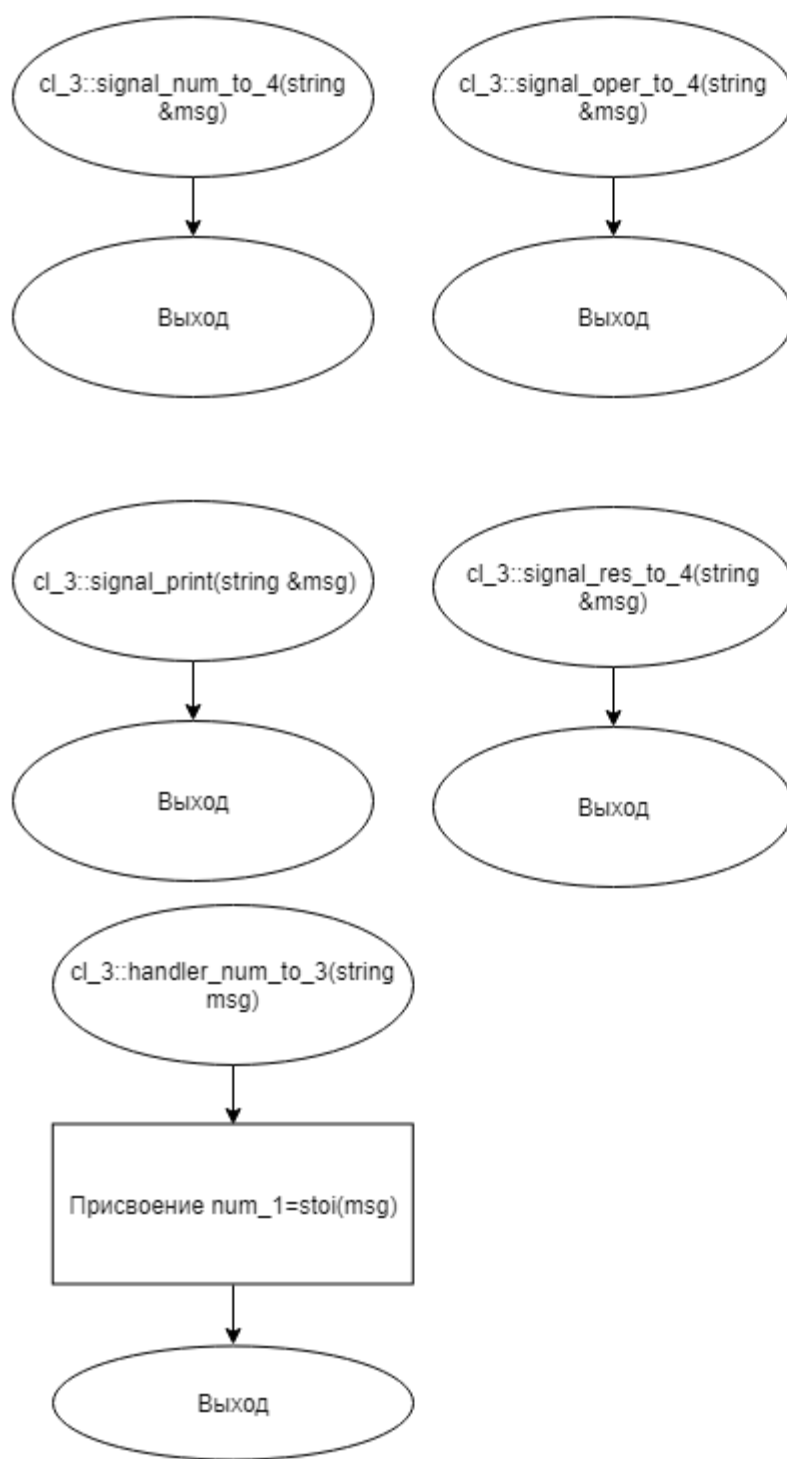 cl_3::signal_num_to_4(string
&msg)
cl_3::signal_oper_to_4(string
&msg)
Выход
Выход
cl_3::signal_print(string &msg)
cl_3::signal_res_to_4(string
&msg)
Выход
Выход
cl_3::handler_num_to_3(string
msg)
Присвоение num_1=stoi(msg)
Выход